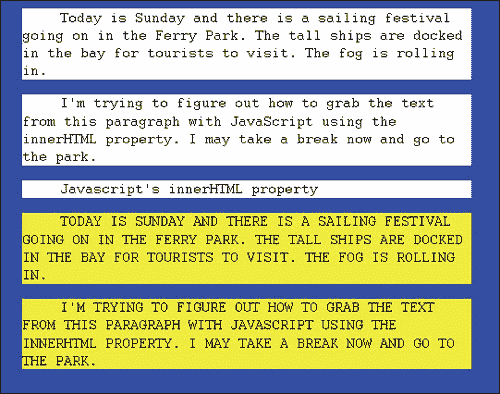 Today is Sunday and there is a sailing festival
going on in the Ferry Park. The tall ships are docked
in the bay for tourists to visit. The fog is rolling
in.
I'm trying to figure out how to grab the text
from this paragraph with JavaScript using the
innerHTML property. I may take a break now and go to
the park.
Javascript's innerHTML property
TODAY IS SUNDAY AND THERE IS A SAILING FESTIVAL
GOING ON IN THE FERRY PARK. THE TALL SHIPS ARE DOCKED
IN THE BAY FOR TOURISTS TO VISIT. THE FOG IS ROLLING
IN.
I'M TRYING TO FIGURE OUT HOW TO GRAB THE TEXT
FROM THIS PARAGRAPH WITH JAVASCRIPT USING THE
INNERHTML PROPERTY. I MAY TAKE A BREAK NOW AND GO TO
THE PARK.